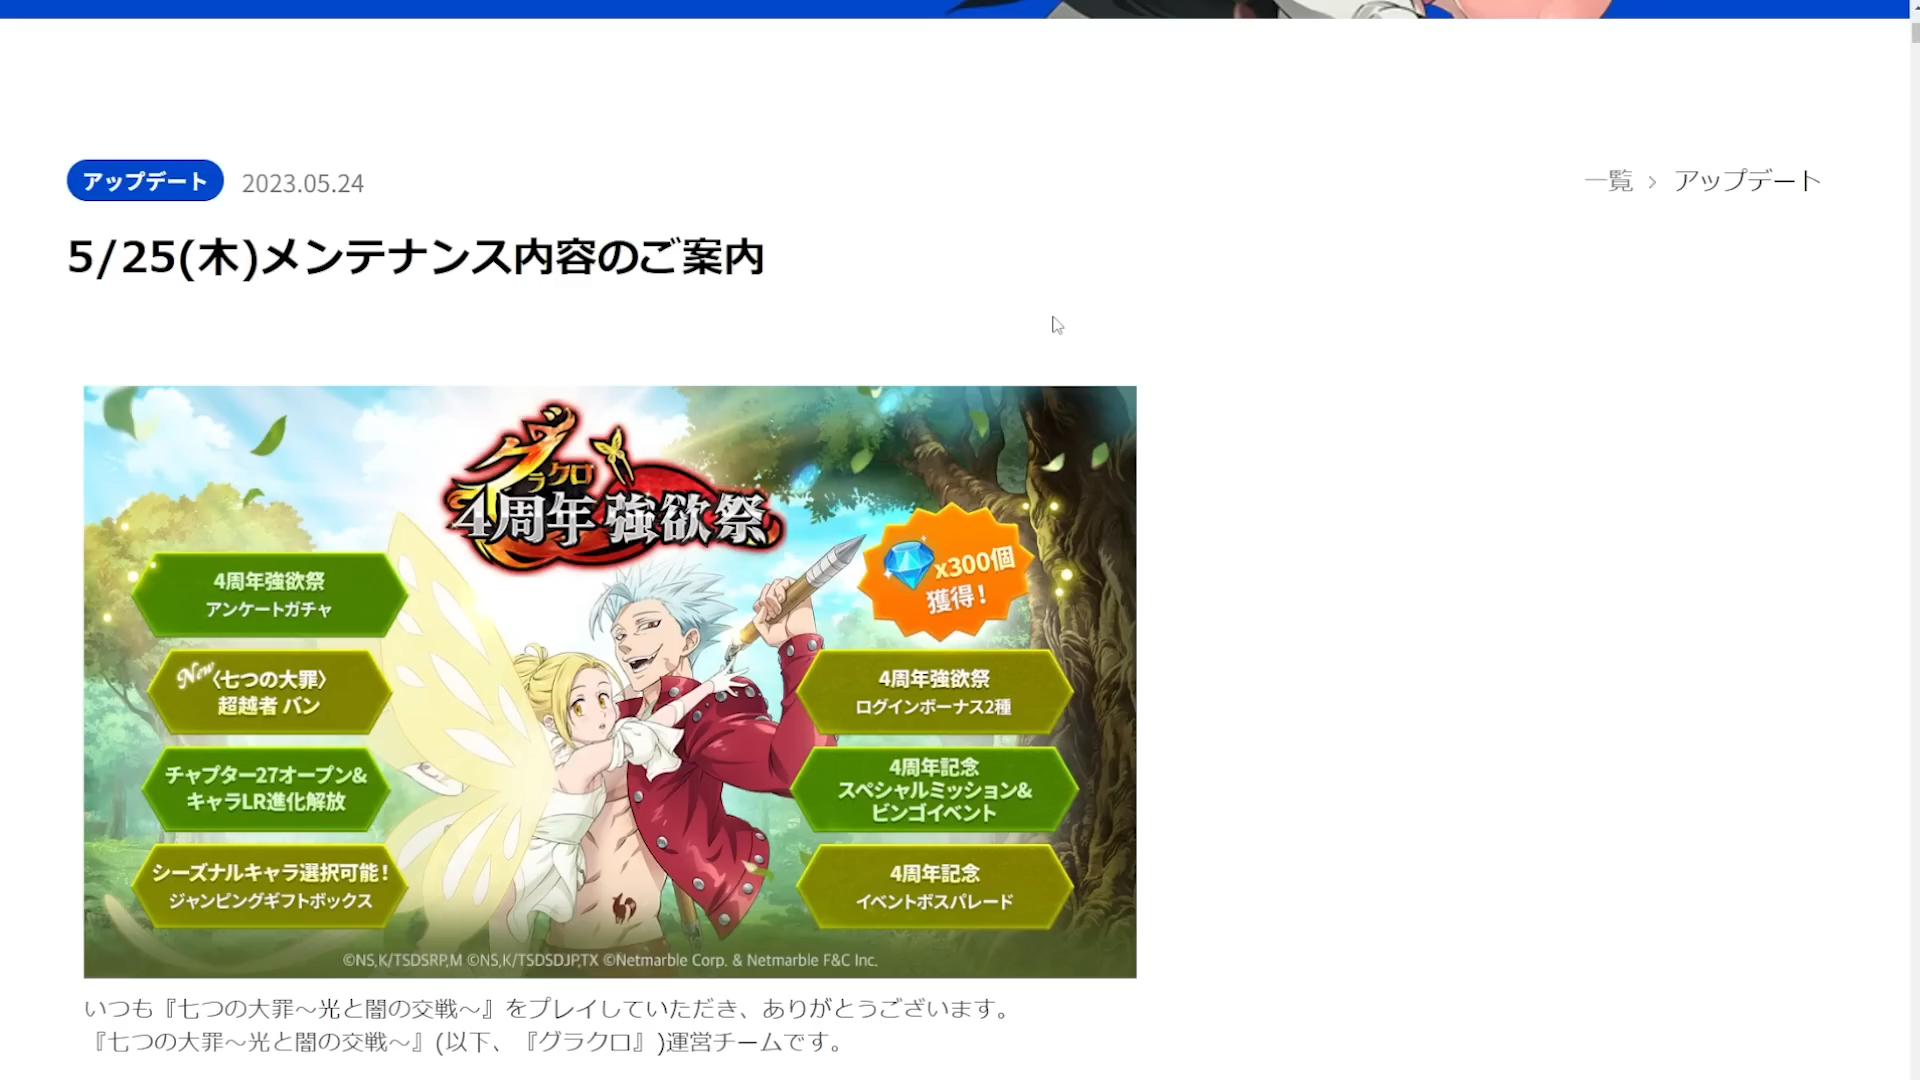 アップデート 2023.05.24
一覧 > アップデート
5/25(木)メンテナンス内容のご案内
グラクロ
4周年強欲祭
x300個
獲得!
4周年強欲祭
アンケートガチャ
New〈七つの大罪〉
超越者 バン
チャプター27オープン&
キャラLR進化解放
シーズナルキャラ選択可能!
ジャンピングギフトボックス
4周年強欲祭
ログインボーナス2種
4周年記念
スペシャルミッション&
ビンゴイベント
4周年記念
イベントボスパレード
©NS,K/TSDSRP,M ©NS,K/TSDSDJP,TX ©Netmarble Corp. & Netmarble F&C Inc.
いつも『七つの大罪～光と闇の交戦～』をプレイしていただき、ありがとうございます。
『七つの大罪～光と闇の交戦～』(以下、『グラクロ』)運営チームです。